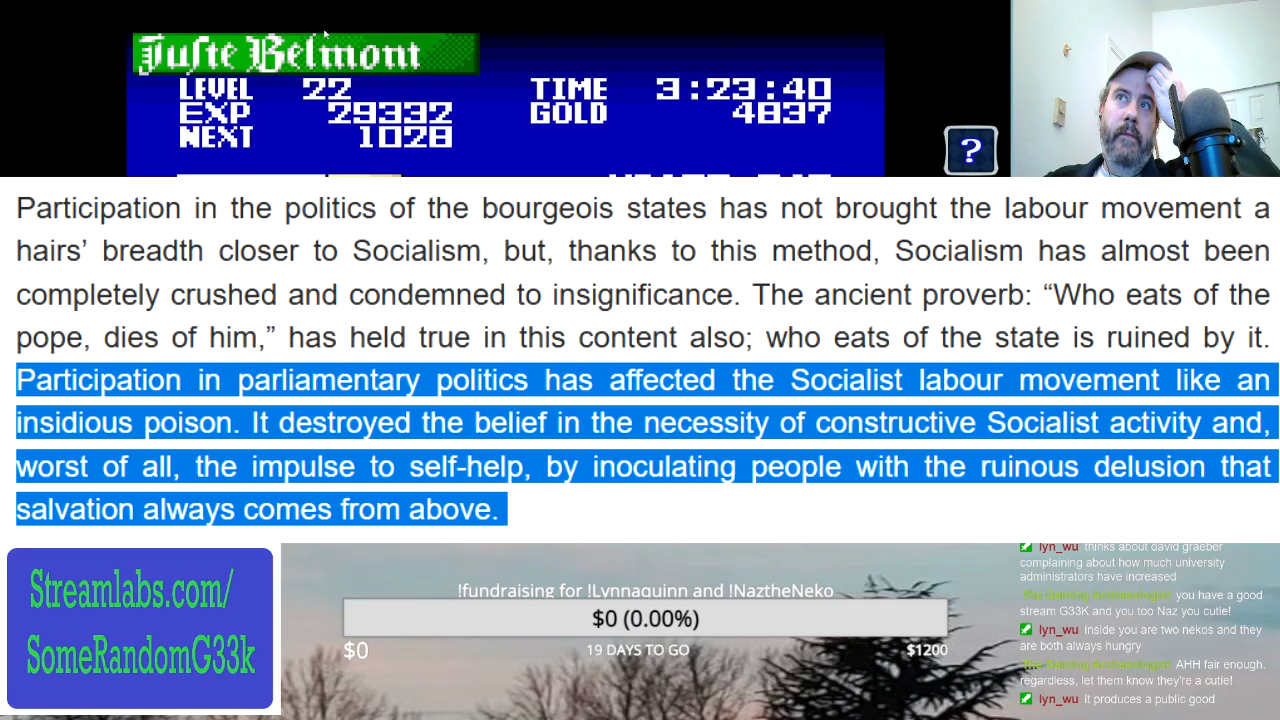 Juste Belmont
LEVEL 22 TIME 3:23:40
EXP 29332 GOLD 4837
NEXT 1028
?
Participation in the politics of the bourgeois states has not brought the labour movement a
hairs’ breadth closer to Socialism, but, thanks to this method, Socialism has almost been
completely crushed and condemned to insignificance. The ancient proverb: “Who eats of the
pope, dies of him,” has held true in this content also; who eats of the state is ruined by it.
Participation in parliamentary politics has affected the Socialist labour movement like an
insidious poison. It destroyed the belief in the necessity of constructive Socialist activity and,
worst of all, the impulse to self-help, by inoculating people with the ruinous delusion that
salvation always comes from above.
Streamlabs.com/
SomeRandomG33k
!fundraising for !Lynnaquinn and !NaztheNeko
$0 (0.00%)
$0 19 DAYS TO GO $1200
lyn_wu thinks about david graeber
complaining about how much university
administrators have increased
The Gaming Archaeologist you have a good
stream G33K and you too Naz you cutie!
lyn_wu inside you are two nekos and they
are both always hungry
The Gaming Archaeologist AHH fair enough.
regardless, let them know they're a cutie!
lyn_wu it produces a public good